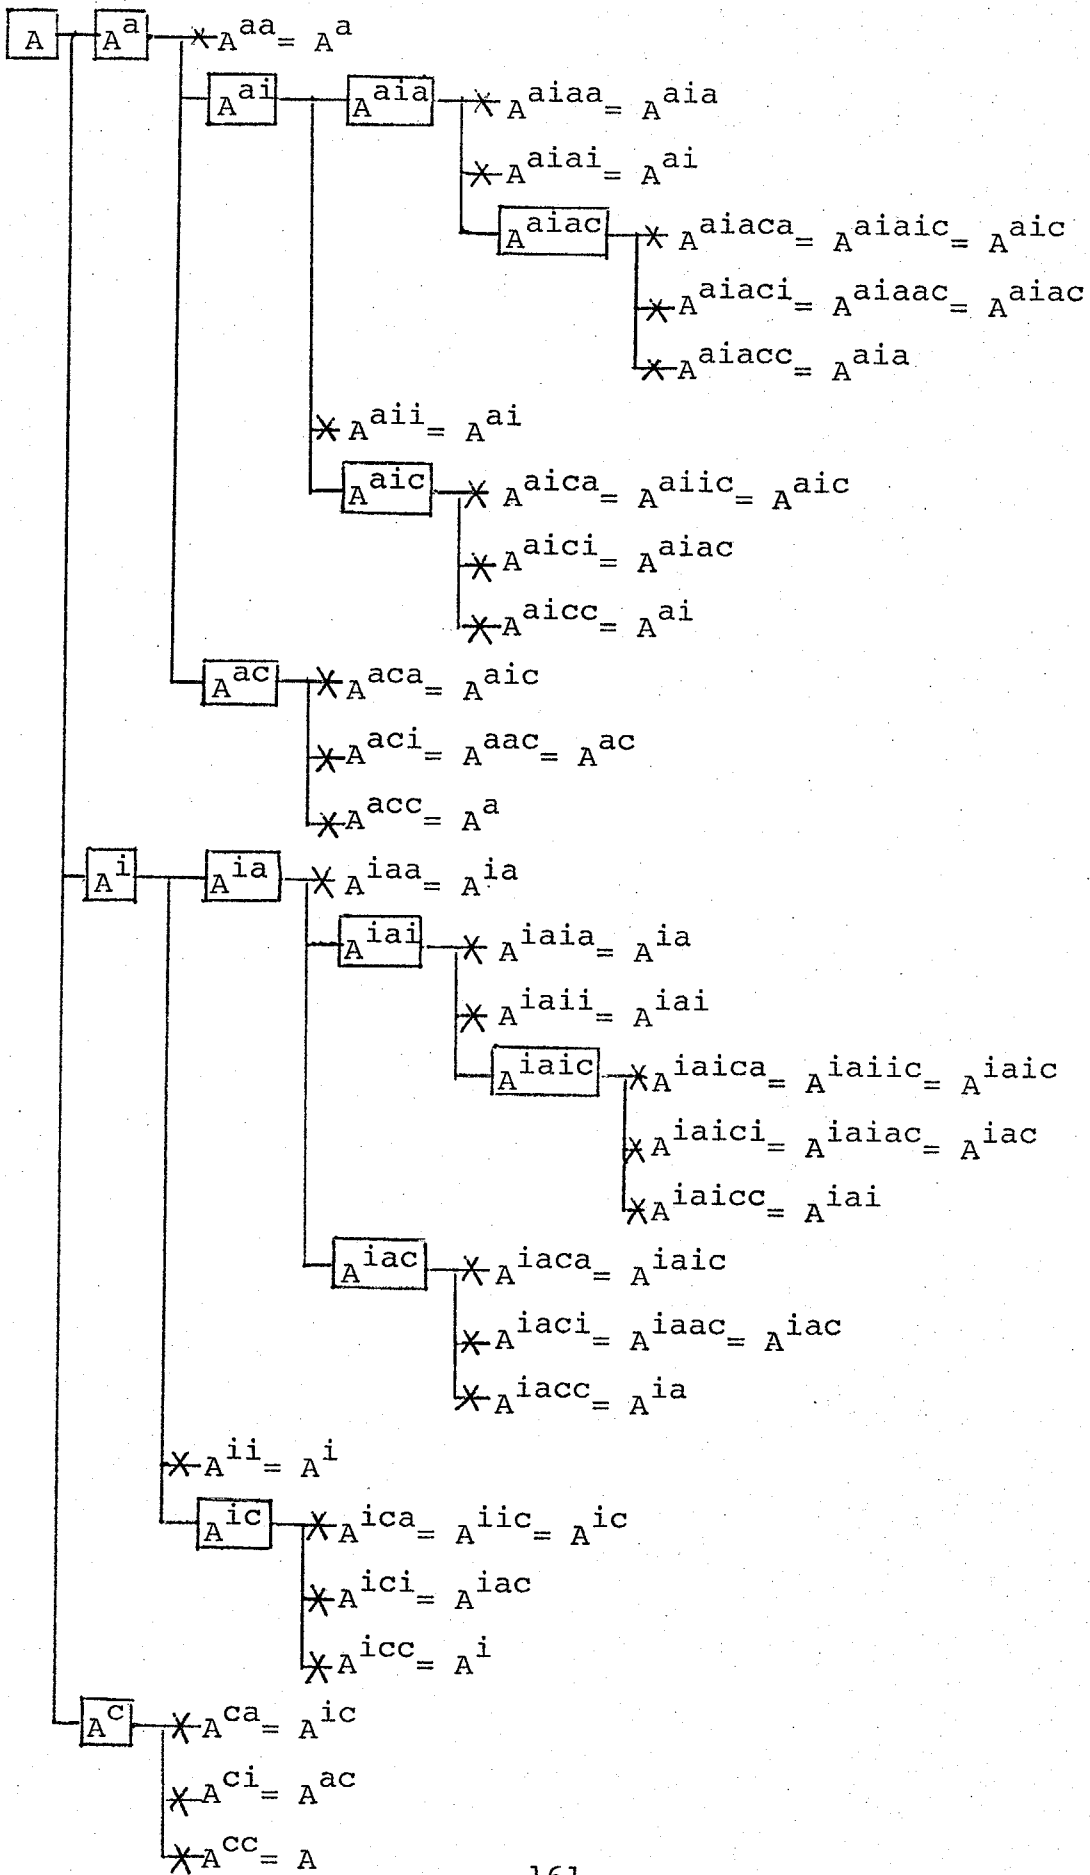 A A^a A^aa = A^a
A^ai A^aia A^aiaa = A^aia
A^aiai = A^ai
A^aiac A^aiaca = A^aiaic = A^aic
A^aiaci = A^aiaac = A^aiac
A^aiacc = A^aia
A^aii = A^ai
A^aic A^aica = A^aiic = A^aic
A^aici = A^aiac
A^aicc = A^ai
A^ac A^aca = A^aic
A^aci = A^aac = A^ac
A^acc = A^a
A^i A^ia A^iaa = A^ia
A^iai A^iaia = A^ia
A^iaii = A^iai
A^iaic A^iaica = A^iaiic = A^iaic
A^iaici = A^iaiac = A^iac
A^iaicc = A^iai
A^iac A^iaca = A^iaic
A^iaci = A^iaac = A^iac
A^iacc = A^ia
A^ii = A^i
A^ic A^ica = A^iic = A^ic
A^ici = A^iac
A^icc = A^i
A^c A^ca = A^ic
A^ci = A^ac
A^cc = A
161